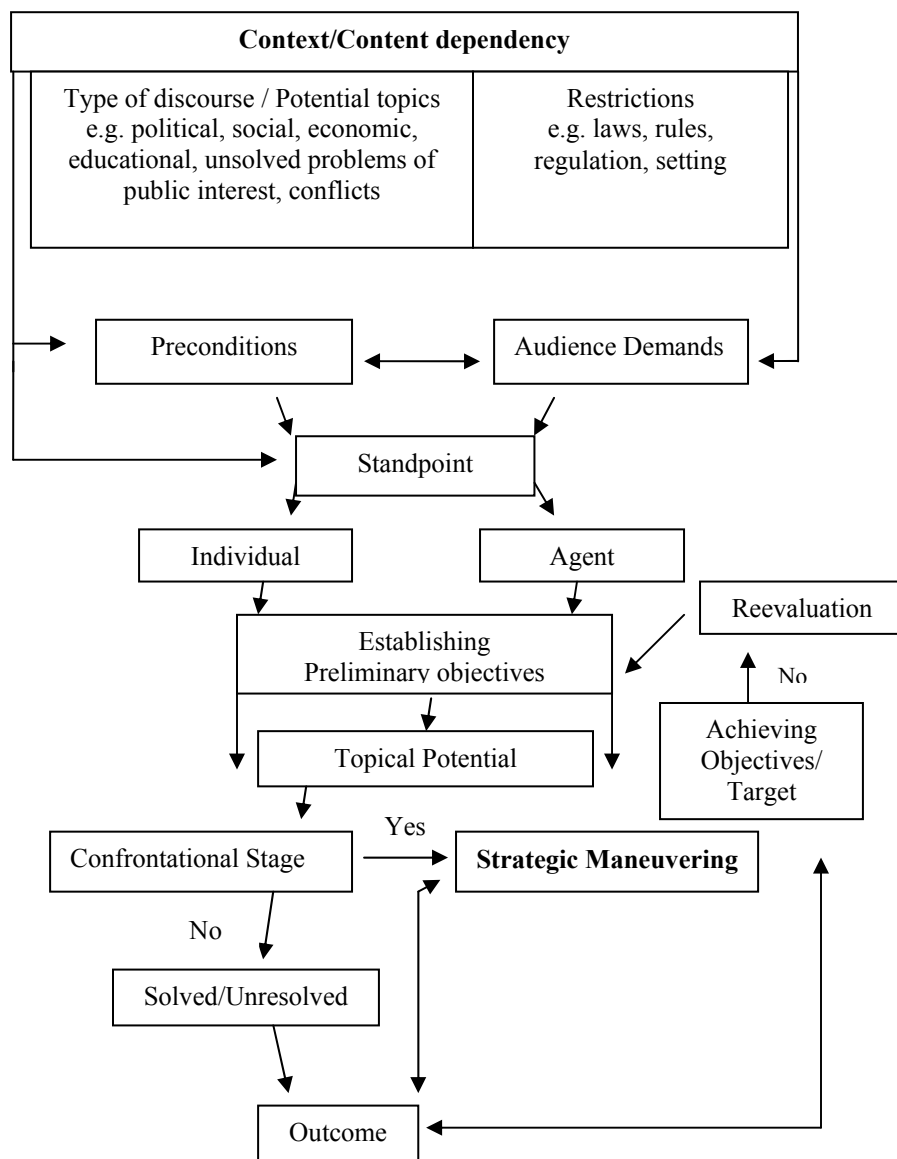 Context/Content dependency
Type of discourse / Potential topics
e.g. political, social, economic,
educational, unsolved problems of
public interest, conflicts
Restrictions
e.g. laws, rules,
regulation, setting
Preconditions
Audience Demands
Standpoint
Individual
Agent
Reevaluation
Establishing
Preliminary objectives
No
Achieving
Objectives/
Target
Topical Potential
Yes
Confrontational Stage
Strategic Maneuvering
No
Solved/Unresolved
Outcome